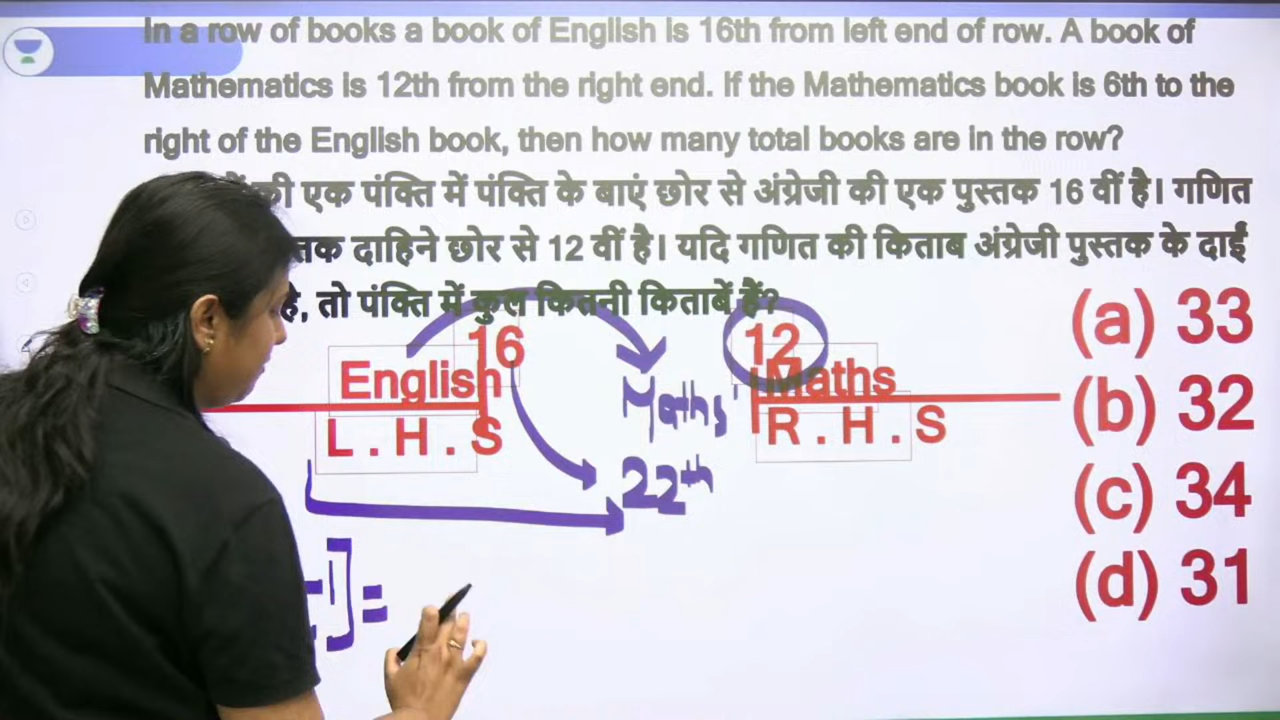 In a row of books a book of English is 16th from left end of row. A book of
Mathematics is 12th from the right end. If the Mathematics book is 6th to the
right of the English book, then how many total books are in the row?
की एक पंक्ति में पंक्ति के बाएं छोर से अंग्रेजी की एक पुस्तक 16 वीं है। गणित
दाहिने छोर से 12 वीं है। यदि गणित की किताब अंग्रेजी पुस्तक के दाईं
है, तो पंक्ति में कुल कितनी किताबें हैं?
16
12
(a) 33
English
Maths
Maths
(b) 32
L . H . S
R . H . S
22th
(c) 34
-1] =
(d) 31